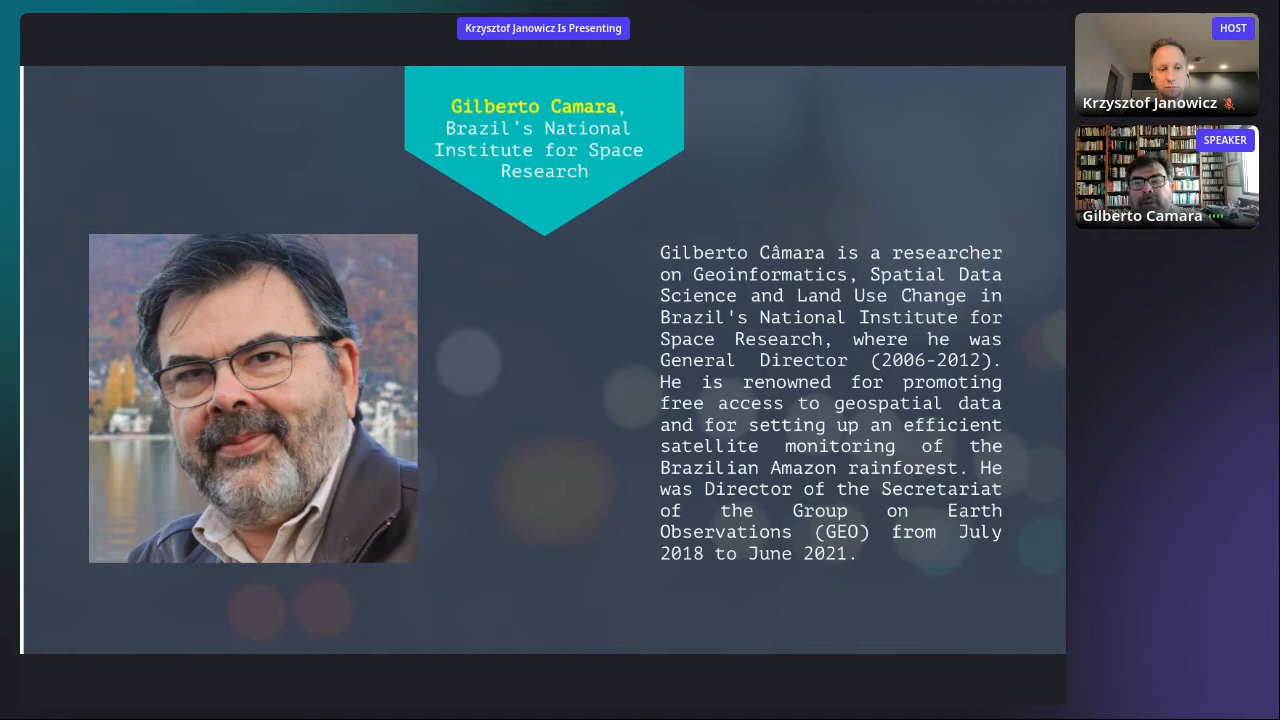 Krzysztof Janowicz Is Presenting
HOST
Krzysztof Janowicz
SPEAKER
Gilberto Camara
Gilberto Camara,
Brazil's National
Institute for Space
Research
Gilberto Câmara is a researcher
on Geoinformatics, Spatial Data
Science and Land Use Change in
Brazil's National Institute for
Space Research, where he was
General Director (2006-2012).
He is renowned for promoting
free access to geospatial data
and for setting up an efficient
satellite monitoring of the
Brazilian Amazon rainforest. He
was Director of the Secretariat
of the Group on Earth
Observations (GEO) from July
2018 to June 2021.